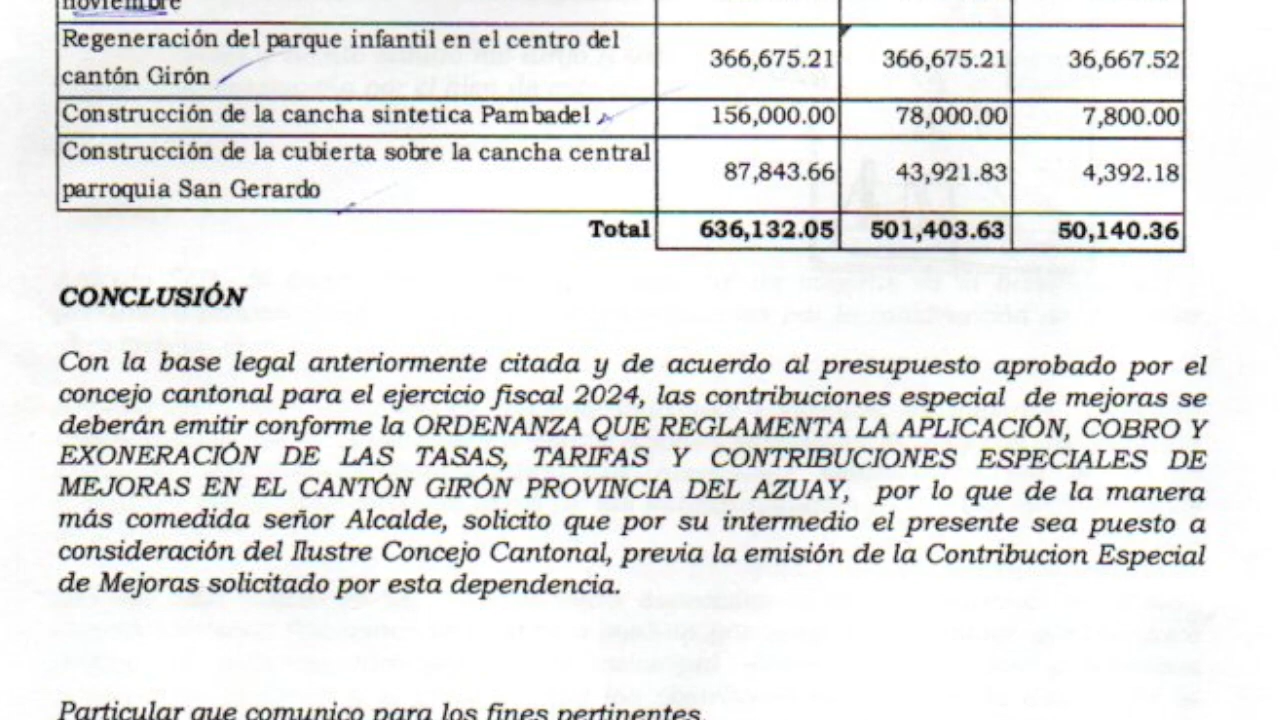 noviembre
Regeneración del parque infantil en el centro del
cantón Girón
366,675.21 366,675.21 36,667.52
Construcción de la cancha sintetica Pambadel 156,000.00 78,000.00 7,800.00
Construcción de la cubierta sobre la cancha central
parroquia San Gerardo
87,843.66 43,921.83 4,392.18
Total 636,132.05 501,403.63 50,140.36
CONCLUSIÓN
Con la base legal anteriormente citada y de acuerdo al presupuesto aprobado por el
concejo cantonal para el ejercicio fiscal 2024, las contribuciones especial de mejoras se
deberán emitir conforme la ORDENANZA QUE REGLAMENTA LA APLICACIÓN, COBRO Y
EXONERACIÓN DE LAS TASAS, TARIFAS Y CONTRIBUCIONES ESPECIALES DE
MEJORAS EN EL CANTÓN GIRÓN PROVINCIA DEL AZUAY, por lo que de la manera
más comedida señor Alcalde, solicito que por su intermedio el presente sea puesto a
consideración del Ilustre Concejo Cantonal, previa la emisión de la Contribucion Especial
de Mejoras solicitado por esta dependencia.
Particular que comunico para los fines pertinentes.